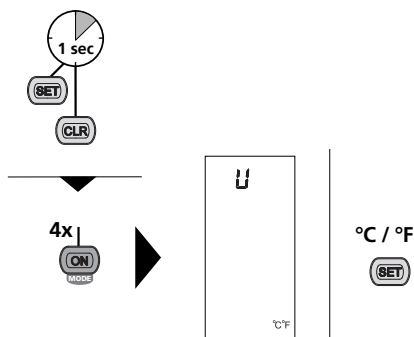 1 sec
SET
CLR
4x
ON
MODE
U
°C°F
°C / °F
SET